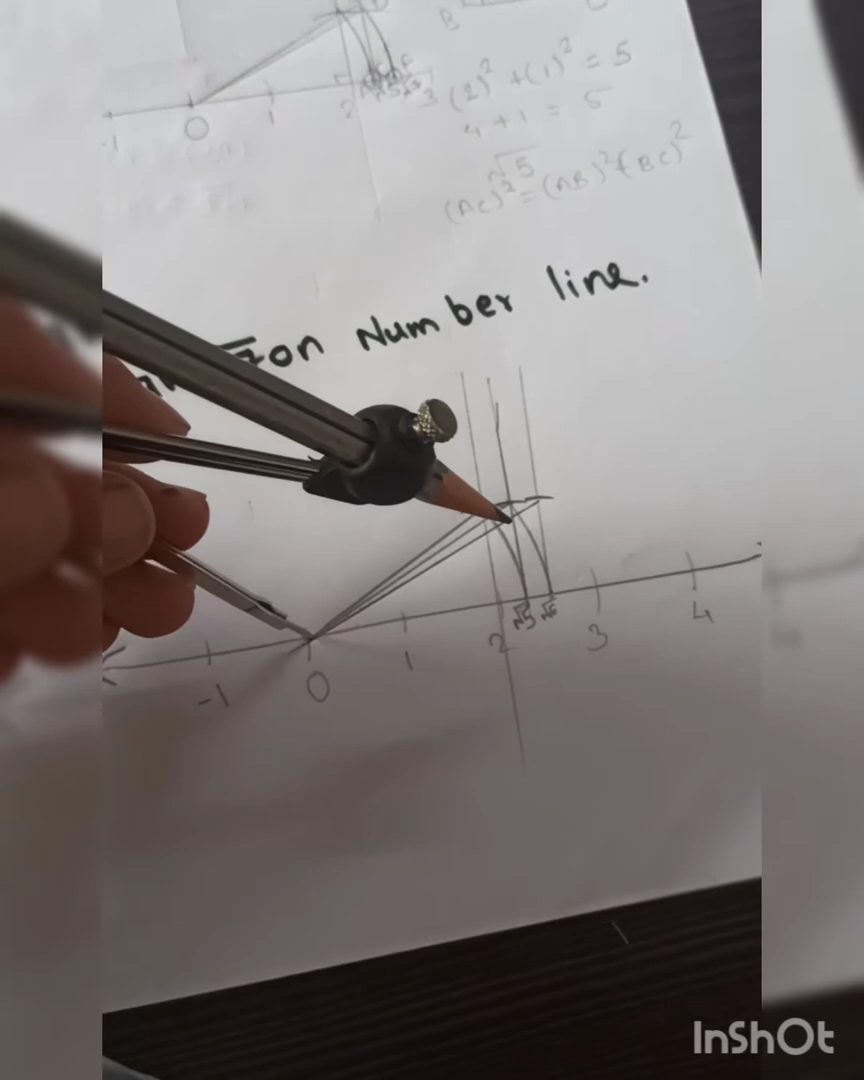 B C
-1 0 1 2 3
(2)² + (1)² = 5
4 + 1 = 5
√5
(AC)² = (AB)² + (BC)²
on Number line.
√5 √6
-1 0 1 2 3 4
InShOt